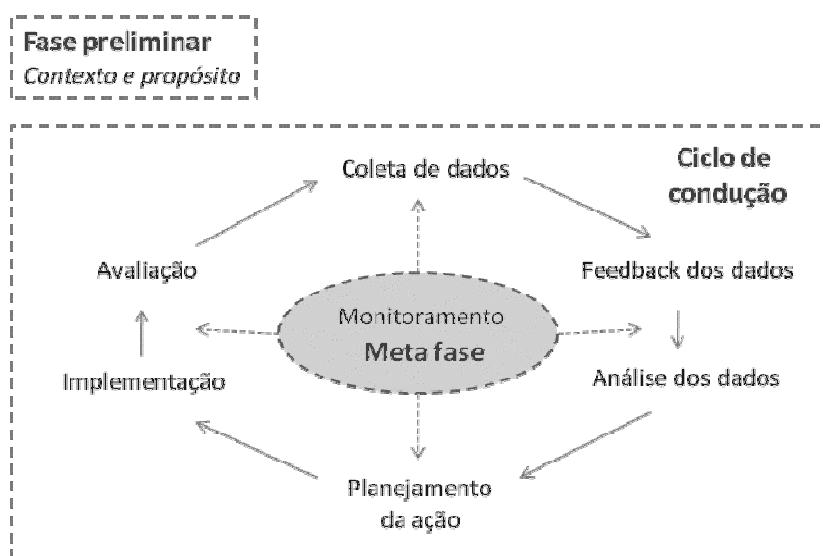 Fase preliminar
Contexto e propósito
Ciclo de
condução
Coleta de dados
Avaliação
Feedback dos dados
Monitoramento
Meta fase
Implementação
Análise dos dados
Planejamento
da ação